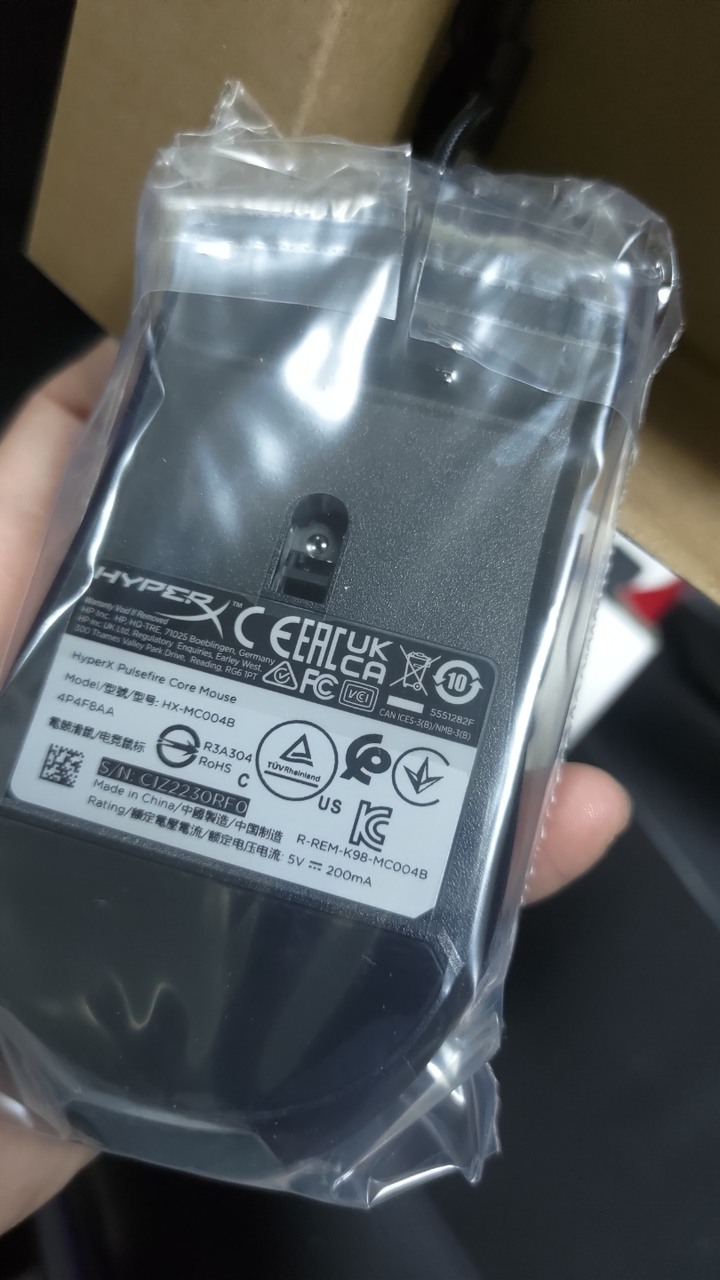 HYPERX™
Warranty Void If Removed
HP Inc. HP, HQ-TRE, 71025 Boeblingen, Germany
HP Inc UK Ltd, Regulatory Enquiries, Earley West,
300 Thames Valley Park Drive, Reading, RG6 1PT
CE EAC UK CA
FC VCI 10
5551282F
CAN ICES-3(B)/NMB-3(B)
HyperX Pulsefire Core Mouse
Model/型號/型号: HX-MC004B
4P4F8AA
電競滑鼠/电竞鼠标
R3A304
RoHS
TÜVRheinland
C US
S/N: C1Z2230RF0
Made in China/中國製造/中国制造
R-REM-K98-MC004B
Rating/額定電壓電流/额定电压电流: 5V ⎓ 200mA